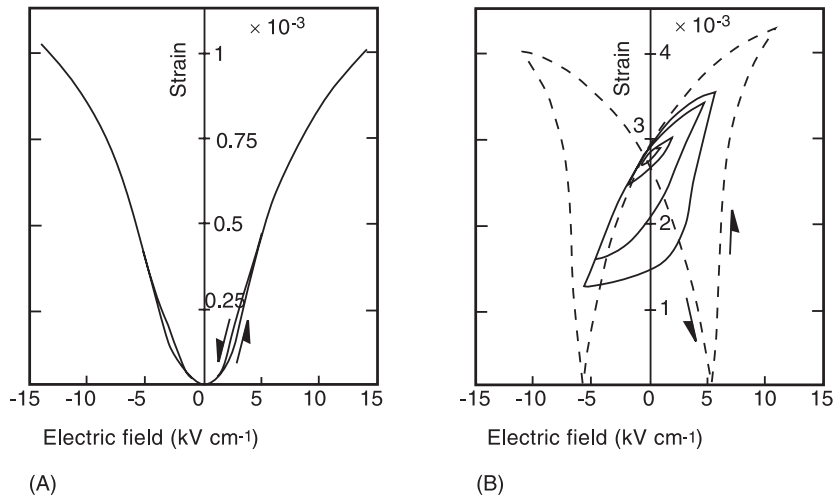 × 10-3
Strain
1
0.75
0.5
0.25
-15 -10 -5 0 5 10 15
Electric field (kV cm-1)
(A)
× 10-3
Strain
4
3
2
1
-15 -10 -5 0 5 10 15
Electric field (kV cm-1)
(B)